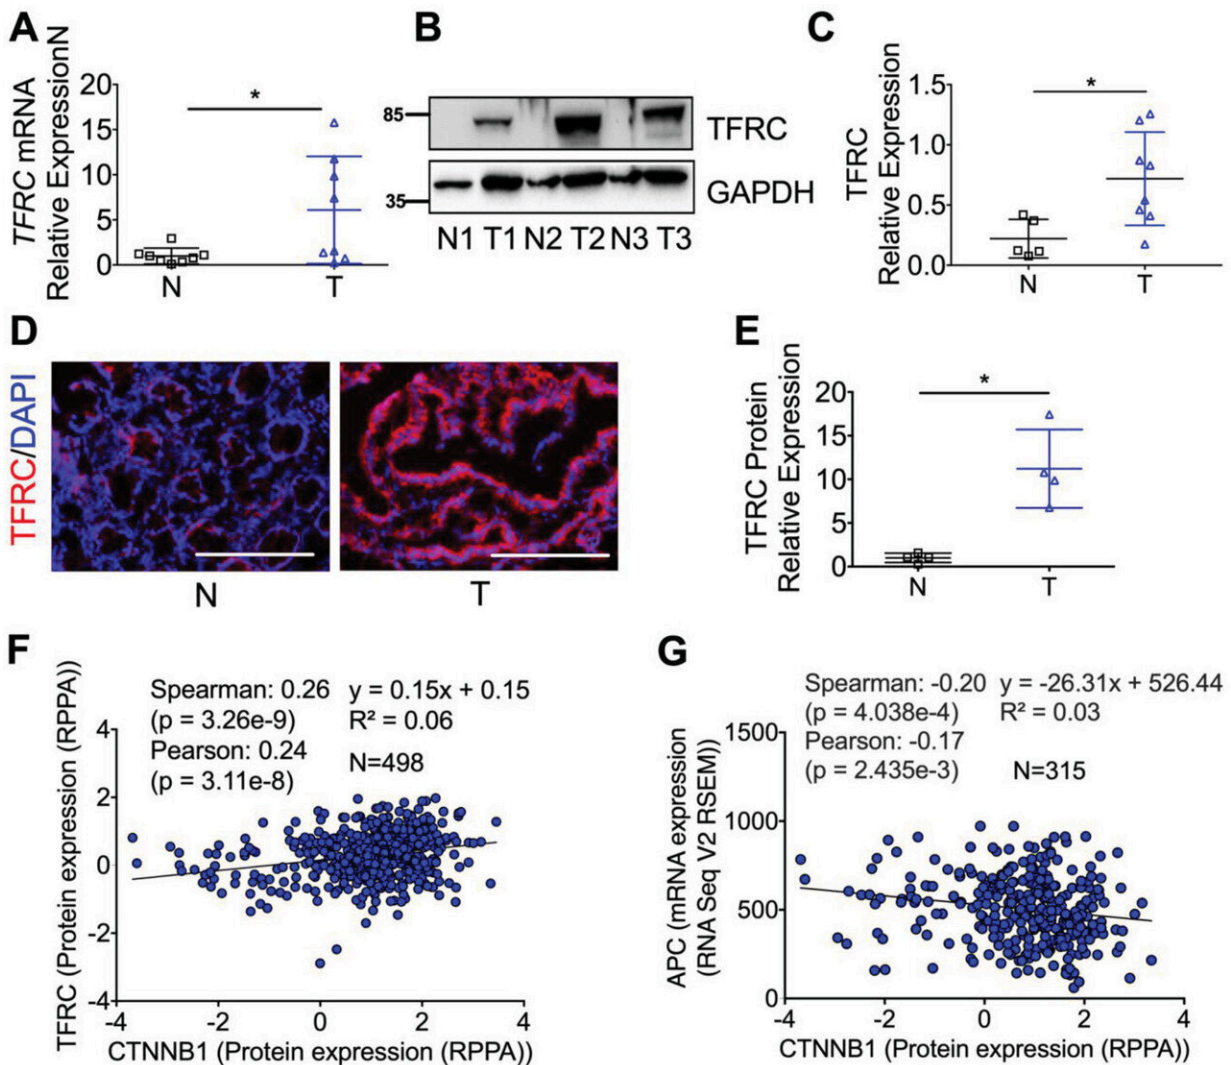 A
TFRC mRNA
Relative ExpressionN
20
15
10
5
0
*
N
T
B
85
35
TFRC
GAPDH
N1 T1 N2 T2 N3 T3
C
TFRC
Relative Expression
1.5
1.0
0.5
0.0
*
N
T
D
TFRC/DAPI
N
T
E
TFRC Protein
Relative Expression
20
15
10
5
0
*
N
T
F
TFRC (Protein expression (RPPA))
Spearman: 0.26
(p = 3.26e-9)
Pearson: 0.24
(p = 3.11e-8)
y = 0.15x + 0.15
R² = 0.06
N=498
4
2
0
-2
-4
-4 -2 0 2 4
CTNNB1 (Protein expression (RPPA))
G
APC (mRNA expression
(RNA Seq V2 RSEM))
Spearman: -0.20
(p = 4.038e-4)
Pearson: -0.17
(p = 2.435e-3)
y = -26.31x + 526.44
R² = 0.03
N=315
1500
1000
500
0
-4 -2 0 2 4
CTNNB1 (Protein expression (RPPA))